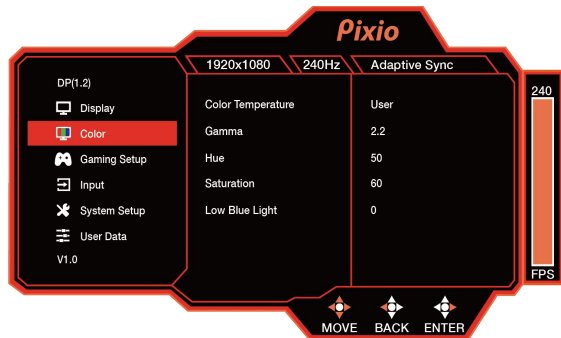 Pixio
1920x1080 240Hz Adaptive Sync
DP(1.2)
Display
Color
Gaming Setup
Input
System Setup
User Data
V1.0
Color Temperature User
Gamma 2.2
Hue 50
Saturation 60
Low Blue Light 0
240
FPS
MOVE BACK ENTER